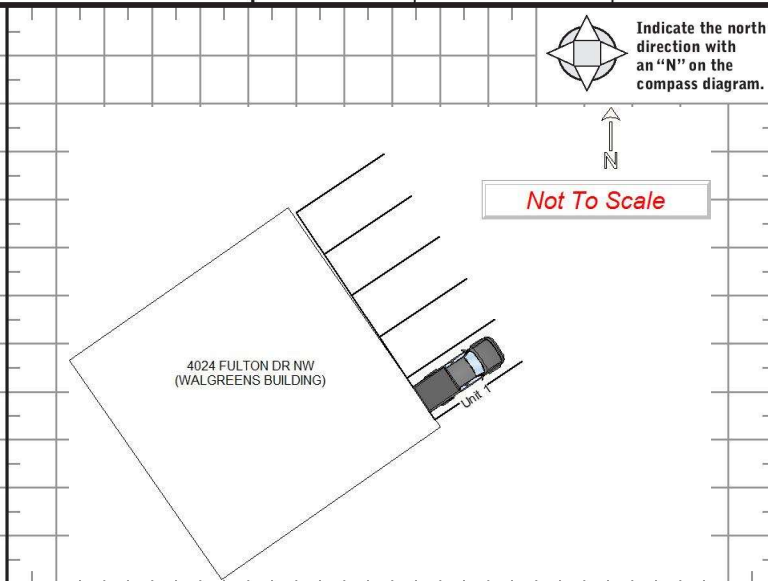 Indicate the north
direction with
an “N” on the
compass diagram.
N
Not To Scale
4024 FULTON DR NW
(WALGREENS BUILDING)
Unit 1